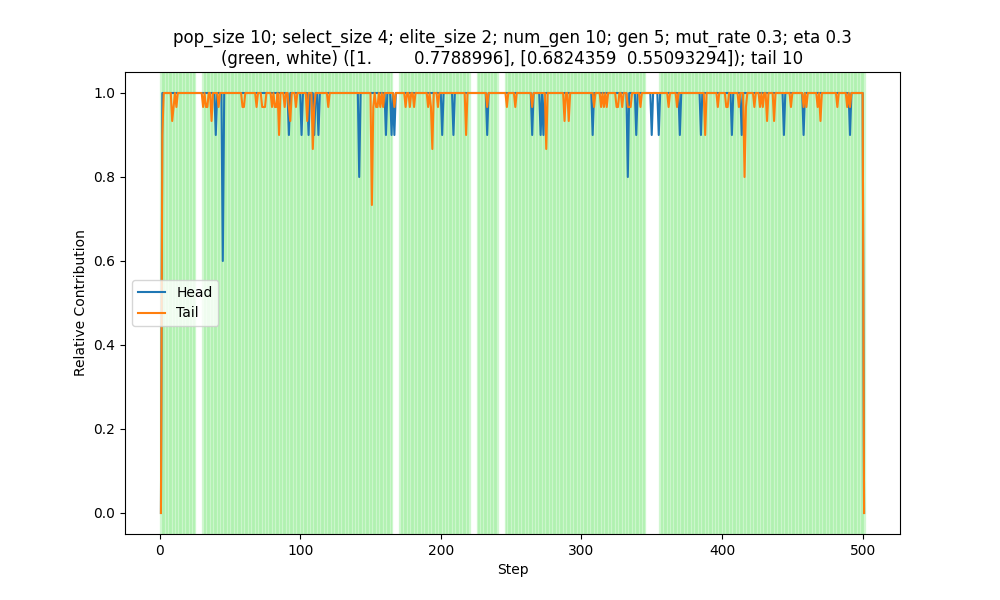 pop_size 10; select_size 4; elite_size 2; num_gen 10; gen 5; mut_rate 0.3; eta 0.3
(green, white) ([1.         0.7788996], [0.6824359  0.55093294]); tail 10
1.0
0.8
0.6
0.4
0.2
0.0
Relative Contribution
Head
Tail
0
100
200
300
400
500
Step